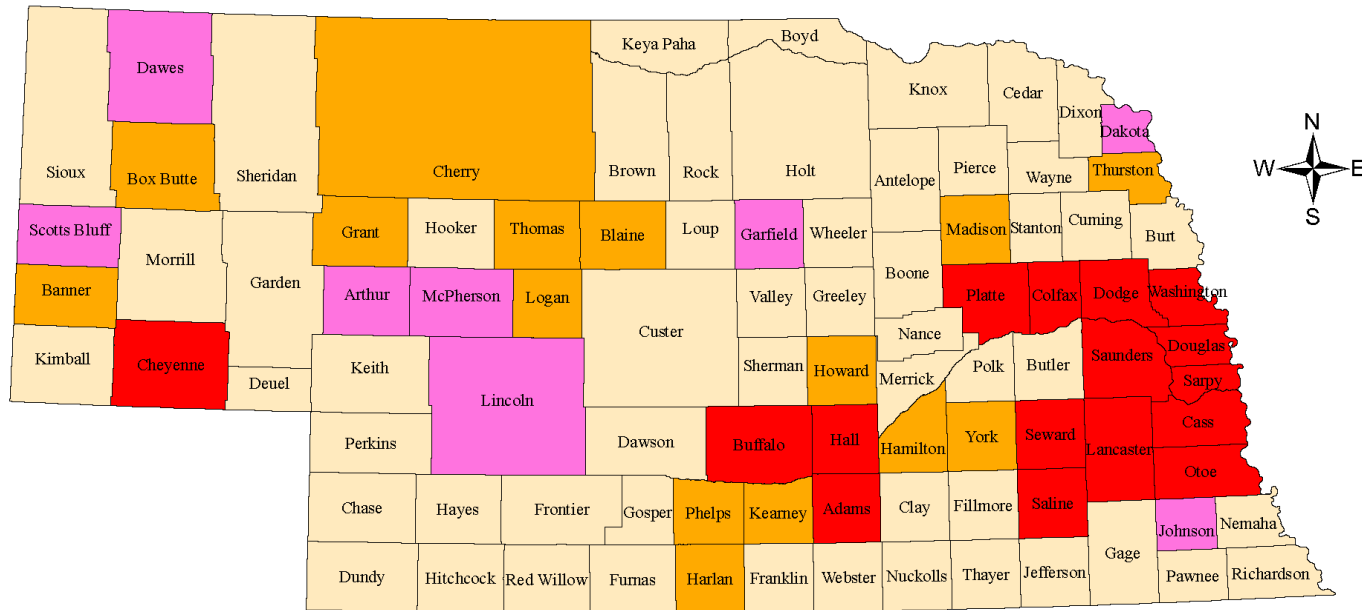 Keya Paha
Boyd
Dawes
Knox
Cedar
Dixon
Dakota
N
W
E
S
Sioux
Box Butte
Sheridan
Cherry
Brown
Rock
Holt
Antelope
Pierce
Wayne
Thurston
Scotts Bluff
Morrill
Grant
Hooker
Thomas
Blaine
Loup
Garfield
Wheeler
Madison
Stanton
Cuming
Burt
Banner
Garden
Arthur
McPherson
Logan
Custer
Valley
Greeley
Boone
Platte
Colfax
Dodge
Washington
Kimball
Cheyenne
Deuel
Keith
Lincoln
Sherman
Howard
Nance
Merrick
Polk
Butler
Saunders
Douglas
Sarpy
Perkins
Dawson
Buffalo
Hall
Hamilton
York
Seward
Lancaster
Cass
Otoe
Chase
Hayes
Frontier
Gosper
Phelps
Kearney
Adams
Clay
Fillmore
Saline
Gage
Johnson
Nemaha
Dundy
Hitchcock
Red Willow
Furnas
Harlan
Franklin
Webster
Nuckolls
Thayer
Jefferson
Pawnee
Richardson